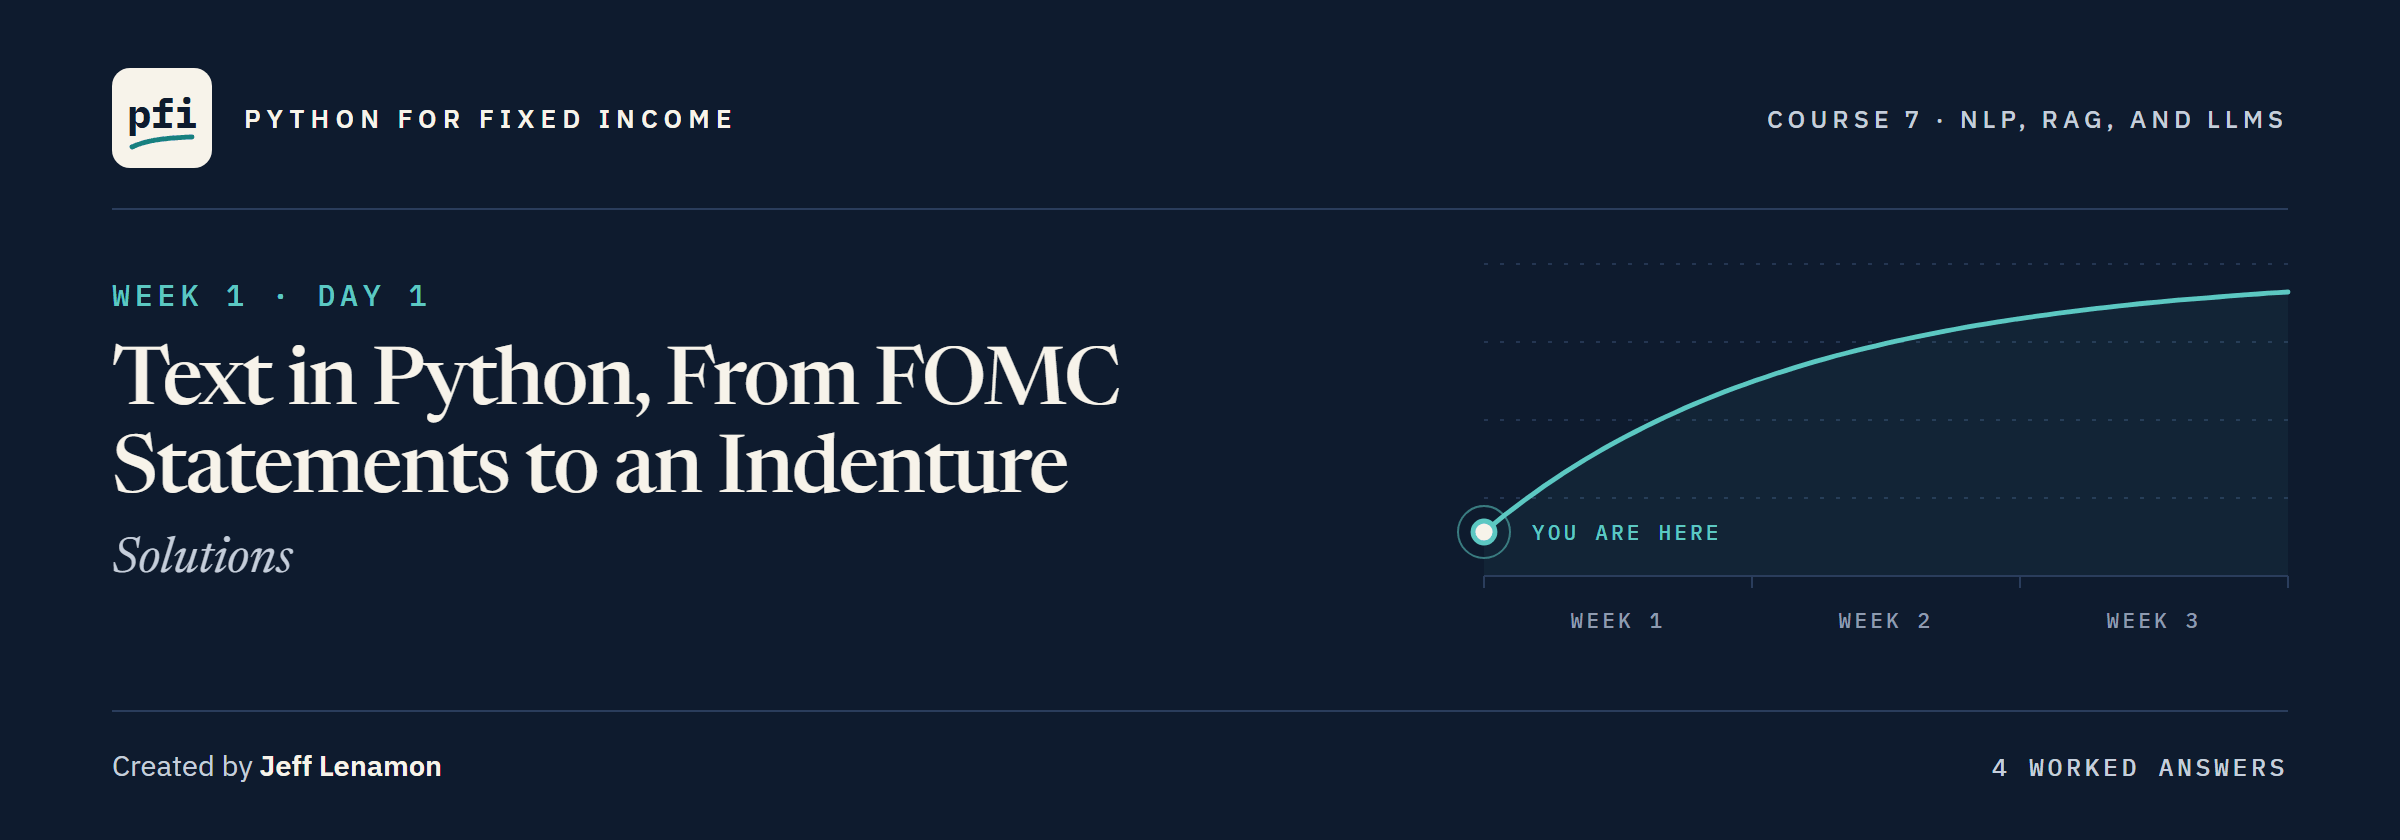 pfi
PYTHON FOR FIXED INCOME
COURSE 7 · NLP, RAG, AND LLMS
WEEK 1 · DAY 1
Text in Python, From FOMC
Statements to an Indenture
Solutions
YOU ARE HERE
WEEK 1
WEEK 2
WEEK 3
Created by Jeff Lenamon
4 WORKED ANSWERS